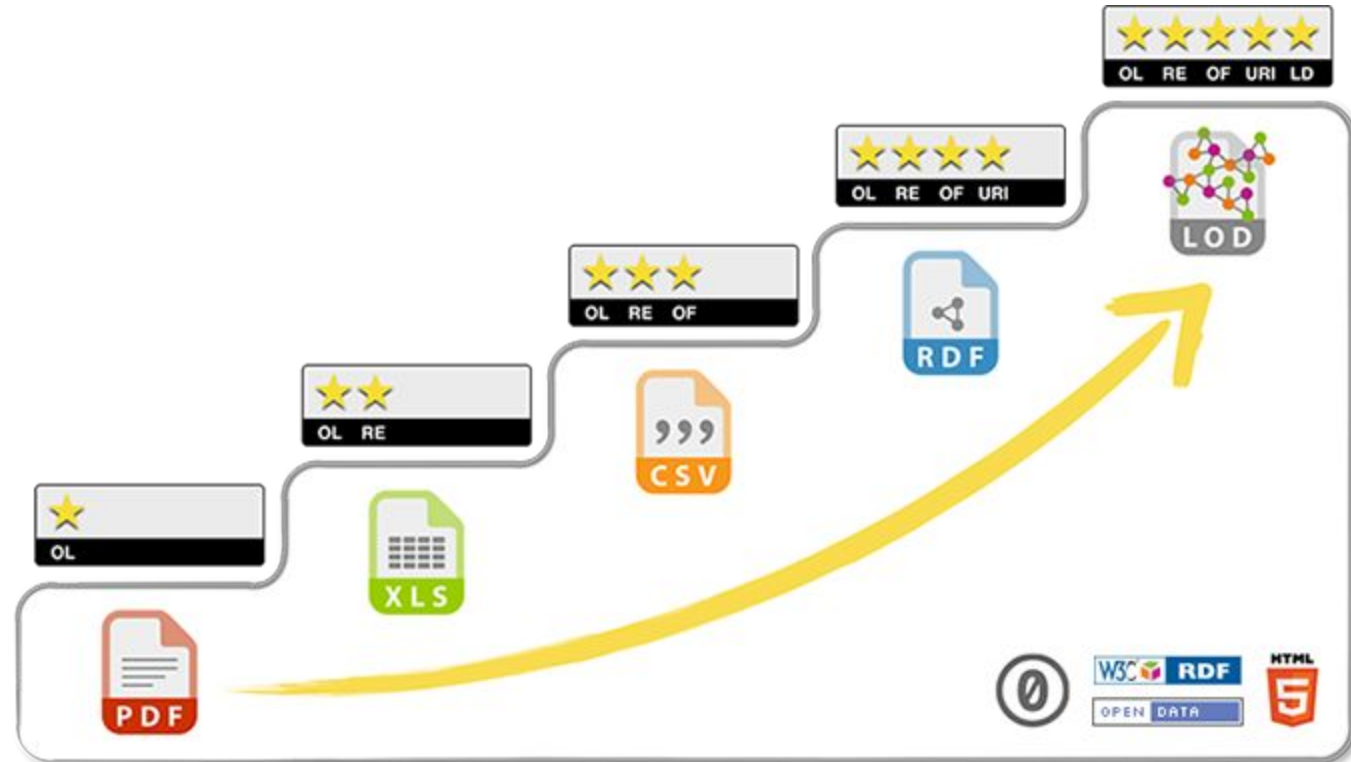 OL RE OF URI LD
LOD
OL RE OF URI
RDF
OL RE OF
CSV
OL RE
XLS
OL
PDF
0
W3C RDF
OPEN DATA
HTML
5